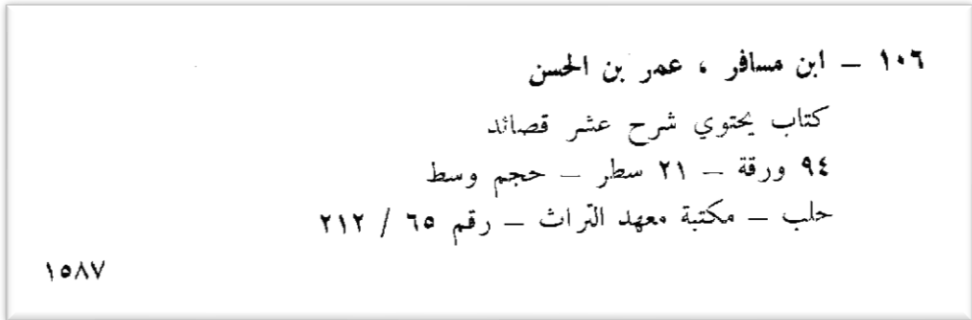 ١٠٦ – ابن مسافر ، عمر بن الحسن
كتاب يحتوي شرح عشر قصائد
٩٤ ورقة – ٢١ سطر – حجم وسط
حلب – مكتبة معهد التراث – رقم ٦٥ / ٢١٢
١٥٨٧